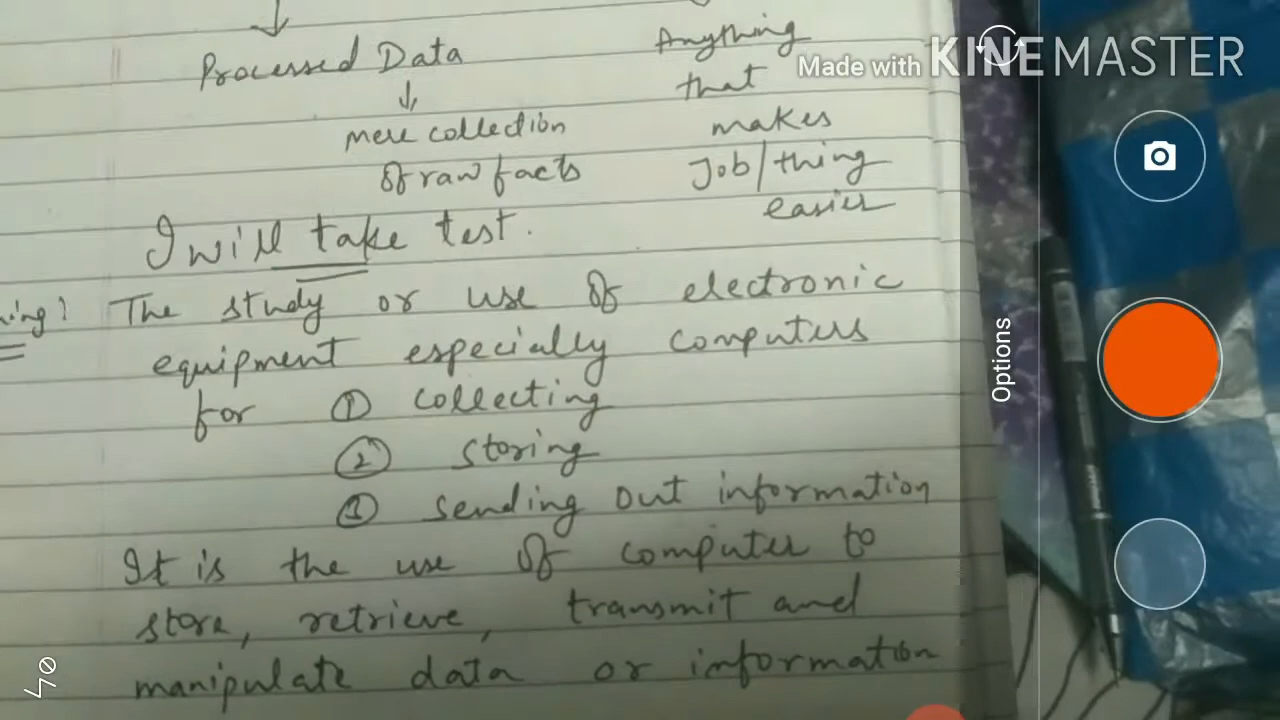 Processed Data
mere collection
of raw facts
Anything
that
makes
Job/thing
easier
I will take test.
The study or use of electronic
equipment especially computers
for ① collecting
② storing
③ sending out information
It is the use of computer to
store, retrieve, transmit and
manipulate data or information
Made with KINEMASTER
Options